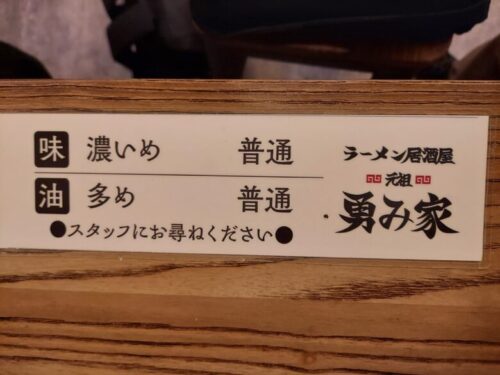 味 濃いめ 普通
油 多め 普通
●スタッフにお尋ねください●
ラーメン居酒屋
元祖
勇み家